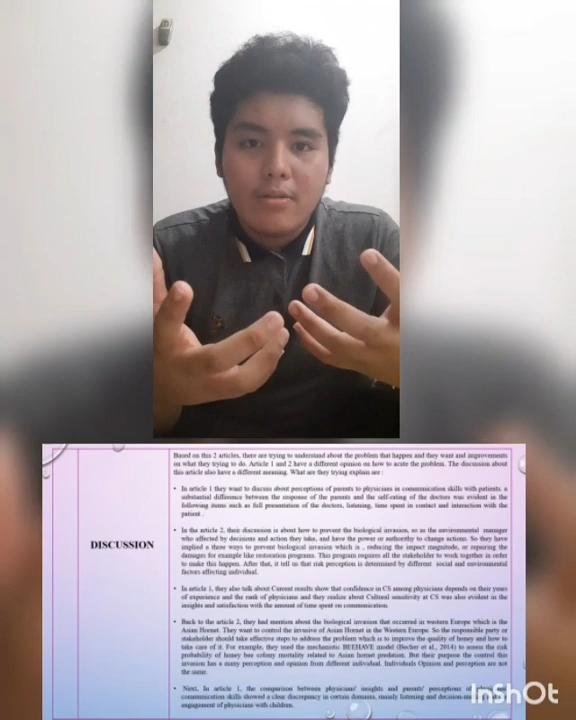 Based on this 2 articles, there are trying to understand about the problem that happen and they want and improvements
on what they trying to do. Article 1 and 2 have a different opinion on how to acute the problem. The discussion about
this article also have a different meaning. What are they trying explain are :
• In article 1 they want to discuss about perceptions of parents to physicians in communication skills with patients. a
substantial difference between the response of the parents and the self-rating of the doctors was evident in the
following items such as full presentation of the doctors, listening, time spent in contact and interaction with the
patient .
DISCUSSION
• In the article 2, their discussion is about how to prevent the biological invasion, so as the environmental manager
who affected by decisions and action they take, and have the power or authorthy to change actions. So they have
implied a three ways to prevent biological invasion which is , reducing the impact magnitude, or repairing the
damages for example like restoration programs. This program requires all the stakeholder to work together in order
to make this happen. After that, it tell us that risk perception is determined by different social and environmental
factors affecting individual.
• In article 1, they also talk about Current results show that confidence in CS among physicians depends on their years
of experience and the rank of physicians and they realize about Cultural sensitivity at CS was also evident in the
insights and satisfaction with the amount of time spent on communication.
• Back to the article 2, they had mention about the biological invasion that occurred in western Europe which is the
Asian Hornet. They want to control the invasive of Asian Hornet in the Western Europe. So the responsible party or
stakeholder should take effective steps to address the problem which is to improve the quality of honey and how to
take care of it. For example, they used the mechanistic BEEHAVE model (Becher et al., 2014) to assess the risk
probability of honey bee colony mortality related to Asian hornet predation. But their purpose the control this
invasion has a many perception and opinion from different individual. Individuals Opinion and perception are not
the same.
• Next, In article 1, the comparison between physicians' insights and parents' perceptions of
communication skills showed a clear discrepancy in certain domains, mainly listening and decision-
engagement of physicians with children.
InShOt